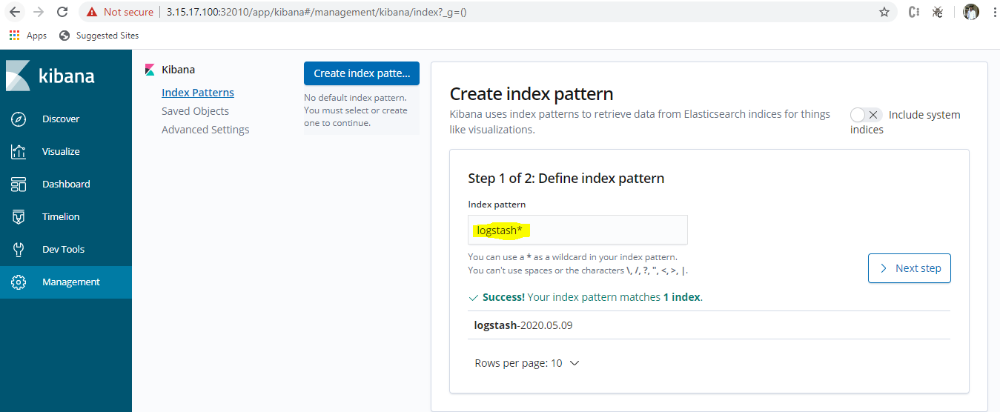 Not secure | 3.15.17.100:32010/app/kibana#/management/kibana/index?_g=()
Apps Suggested Sites
kibana
Discover
Visualize
Dashboard
Timelion
Dev Tools
Management
Kibana
Index Patterns
Saved Objects
Advanced Settings
Create index patte...
No default index pattern.
You must select or create
one to continue.
Create index pattern
Kibana uses index patterns to retrieve data from Elasticsearch indices for things
like visualizations.
Include system
indices
Step 1 of 2: Define index pattern
Index pattern
logstash*
You can use a * as a wildcard in your index pattern.
You can't use spaces or the characters \, /, ?, ", <, >, |.
Next step
Success! Your index pattern matches 1 index.
logstash-2020.05.09
Rows per page: 10